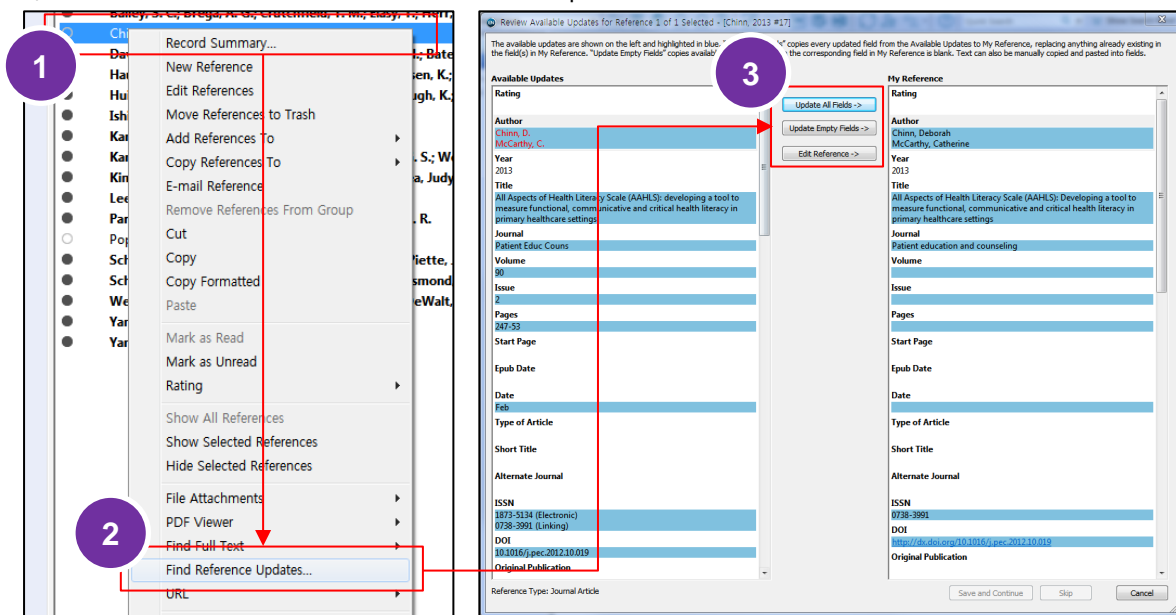 Bailey, S. C.; Brega, A. G.; Crutchfield, T. M.; Elasy, T.; Herr,
1
Record Summary...
New Reference
Edit References
Move References to Trash
Add References To
Copy References To
E-mail Reference
Remove References From Group
Cut
Copy
Copy Formatted
Paste
Mark as Read
Mark as Unread
Rating
Show All References
Show Selected References
Hide Selected References
File Attachments
PDF Viewer
Find Full Text
Find Reference Updates...
URL
2
Review Available Updates for Reference 1 of 1 Selected - [Chinn, 2013 #17]
The available updates are shown on the left and highlighted in blue. copies every updated field from the Available Updates to My Reference, replacing anything already existing in
the field(s) in My Reference. "Update Empty Fields" copies the corresponding field in My Reference is blank. Text can also be manually copied and pasted into fields.
3
Update All Fields ->
Update Empty Fields ->
Edit Reference ->
Available Updates
Rating
Author
Chinn, D.
McCarthy, C.
Year
2013
Title
All Aspects of Health Literacy Scale (AAHLS): developing a tool to
measure functional, communicative and critical health literacy in
primary healthcare settings
Journal
Patient Educ Couns
Volume
90
Issue
2
Pages
247-53
Start Page
Epub Date
Date
Feb
Type of Article
Short Title
Alternate Journal
ISSN
1873-5134 (Electronic)
0738-3991 (Linking)
DOI
10.1016/j.pec.2012.10.019
Original Publication
My Reference
Rating
Author
Chinn, Deborah
McCarthy, Catherine
Year
2013
Title
All Aspects of Health Literacy Scale (AAHLS): Developing a tool to
measure functional, communicative and critical health literacy in
primary healthcare settings
Journal
Patient education and counseling
Volume
Issue
Pages
Start Page
Epub Date
Date
Type of Article
Short Title
Alternate Journal
ISSN
0738-3991
DOI
http://dx.doi.org/10.1016/j.pec.2012.10.019
Original Publication
Reference Type: Journal Article
Save and Continue
Skip
Cancel